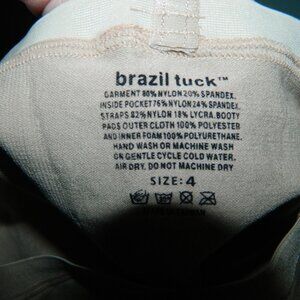 brazil tuck™
GARMENT 80% NYLON 20% SPANDEX.
INSIDE POCKET 76% NYLON 24% SPANDEX.
STRAPS 82% NYLON 18% LYCRA. BOOTY
PADS OUTER CLOTH 100% POLYESTER
AND INNER FOAM 100% POLYURETHANE.
HAND WASH OR MACHINE WASH
ON GENTLE CYCLE COLD WATER.
AIR DRY. DO NOT MACHINE DRY
SIZE: 4